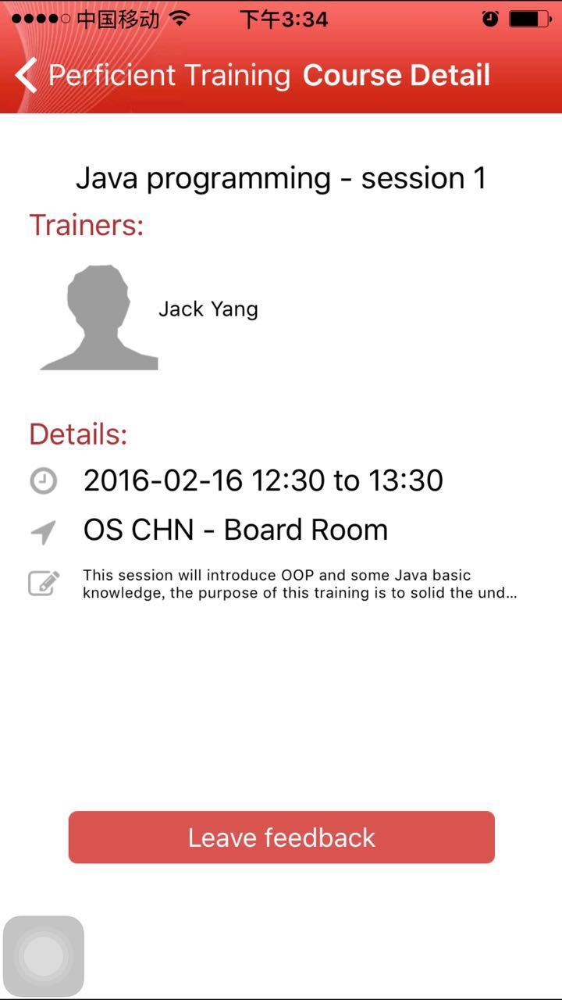 中国移动 下午3:34
Perficient Training Course Detail
Java programming - session 1
Trainers:
Jack Yang
Details:
2016-02-16 12:30 to 13:30
OS CHN - Board Room
This session will introduce OOP and some Java basic
knowledge, the purpose of this training is to solid the und...
Leave feedback